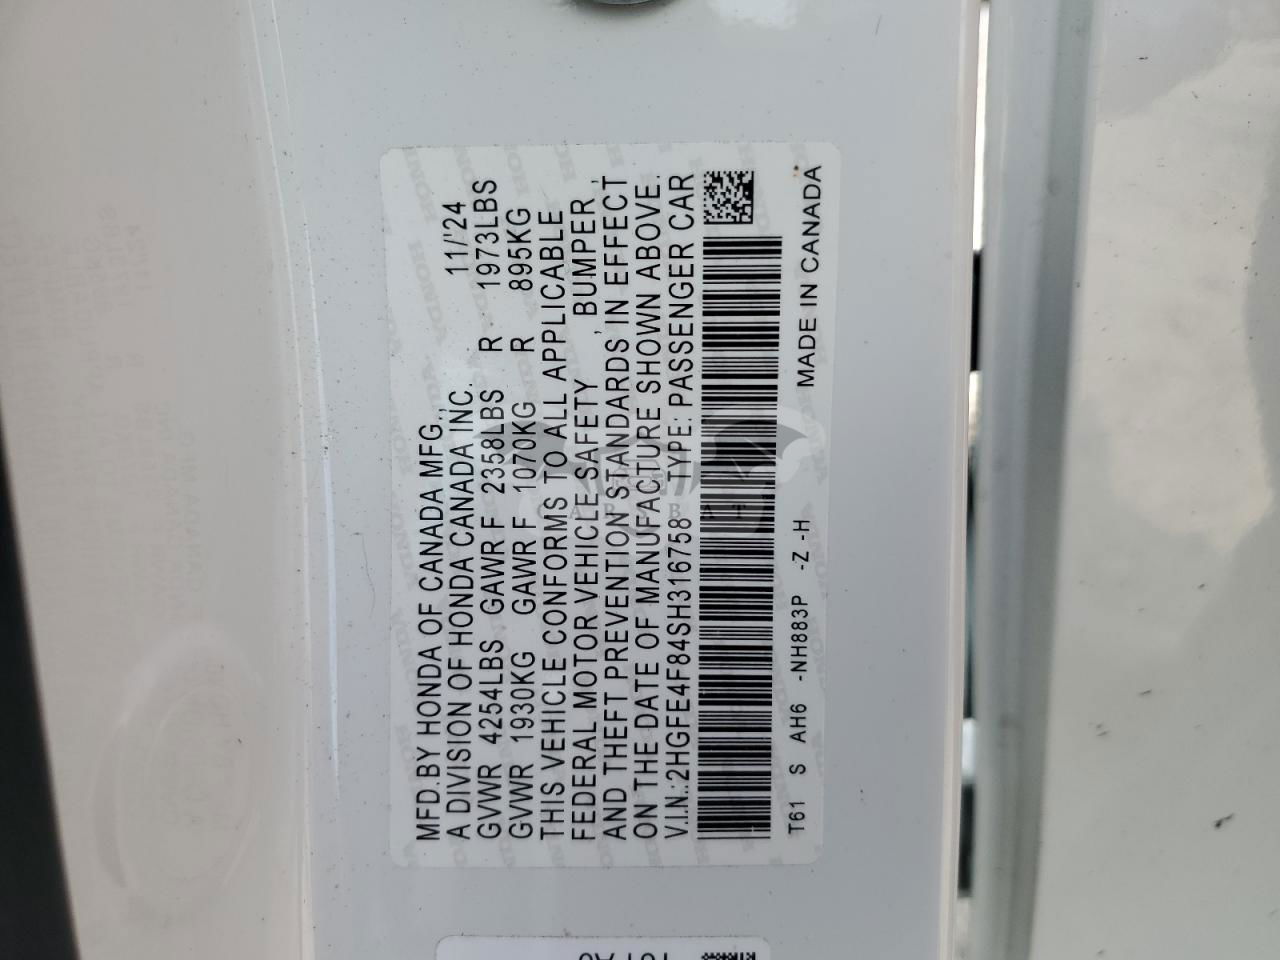 MFD.BY HONDA OF CANADA MFG., 11/'24
A DIVISION OF HONDA CANADA INC.
GVWR 4254LBS GAWR F 2358LBS R 1973LBS
GVWR 1930KG GAWR F 1070KG R 895KG
THIS VEHICLE CONFORMS TO ALL APPLICABLE
FEDERAL MOTOR VEHICLE SAFETY , BUMPER ,
AND THEFT PREVENTION STANDARDS IN EFFECT
ON THE DATE OF MANUFACTURE SHOWN ABOVE.
V.I.N.:2HGFE4F84SH316758 TYPE: PASSENGER CAR
T61 S AH6 -NH883P -Z -H MADE IN CANADA